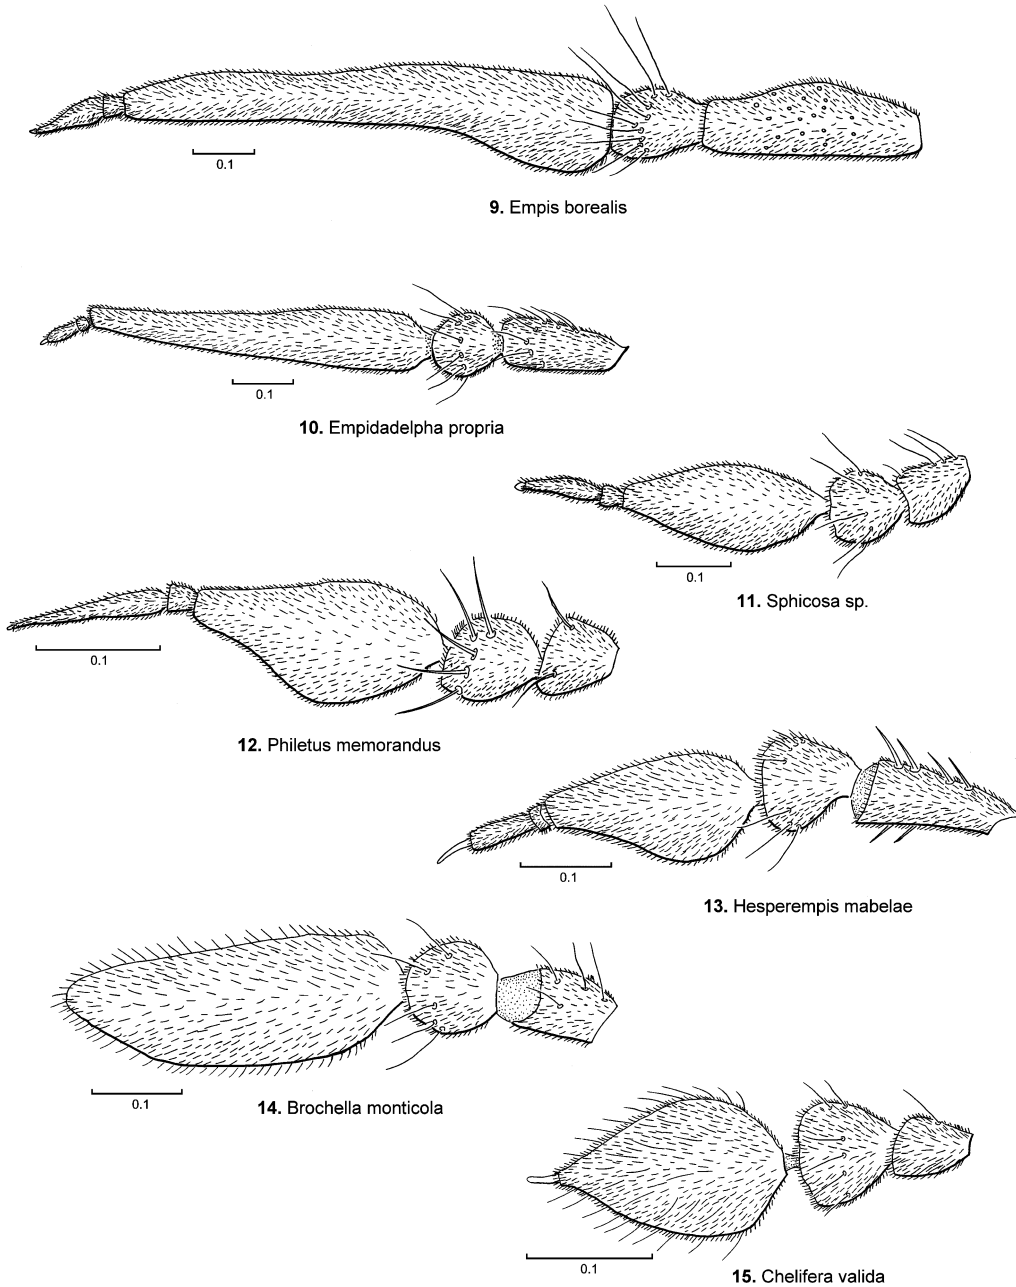 0.1
9. Empis borealis
0.1
10. Empidadelpha propria
0.1
11. Sphicosa sp.
0.1
12. Philetus memorandus
0.1
13. Hesperempis mabelae
0.1
14. Brochella monticola
0.1
15. Chelifera valida